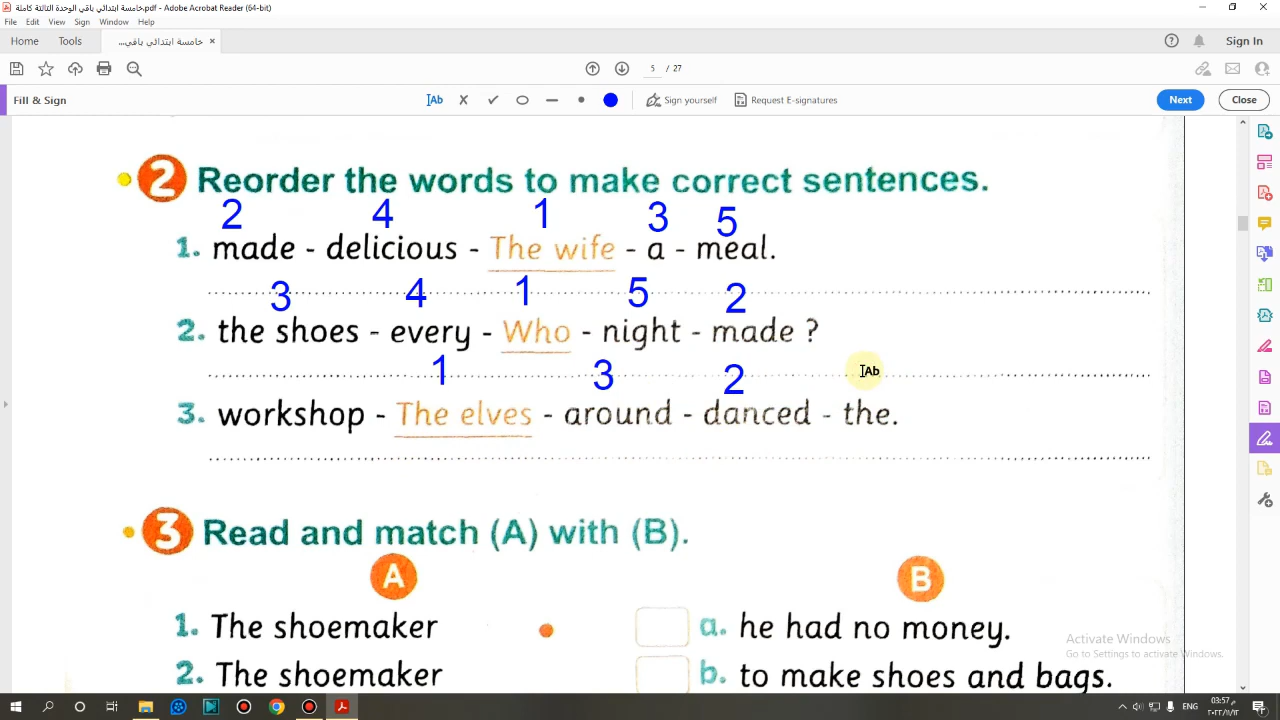 خامسة ابتدائي باقي الوحدة الثالثة كاملة.pdf - Adobe Acrobat Reader (64-bit)
File Edit View Sign Window Help
Home Tools خامسة ابتدائي باقي... × Sign In
5 / 27
Fill & Sign Ab Sign yourself Request E-signatures Next Close
2 Reorder the words to make correct sentences.
2 4 1 3 5
1. made - delicious - The wife - a - meal.
3 4 1 5 2
2. the shoes - every - Who - night - made ?
1 3 2 Ab
3. workshop - The elves - around - danced - the.
3 Read and match (A) with (B).
A B
1. The shoemaker a. he had no money.
2. The shoemaker b. to make shoes and bags.
Activate Windows
Go to Settings to activate Windows.
ENG 03:57 م
٢٠٢٢/١١/١٣